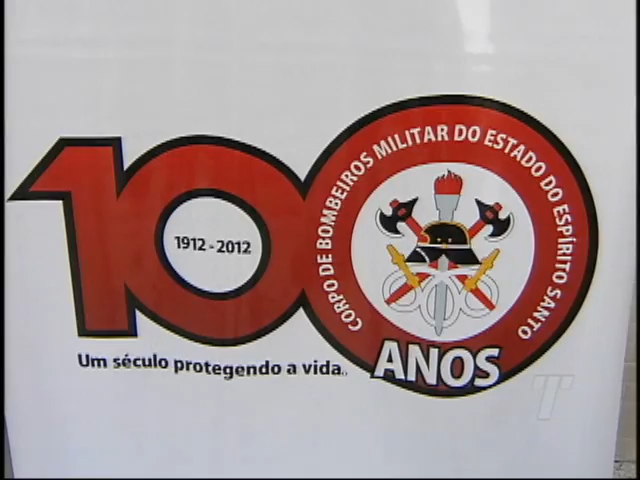 100
1912 - 2012
CORPO DE BOMBEIROS MILITAR DO ESTADO DO ESPÍRITO SANTO
ANOS
Um século protegendo a vida.
T